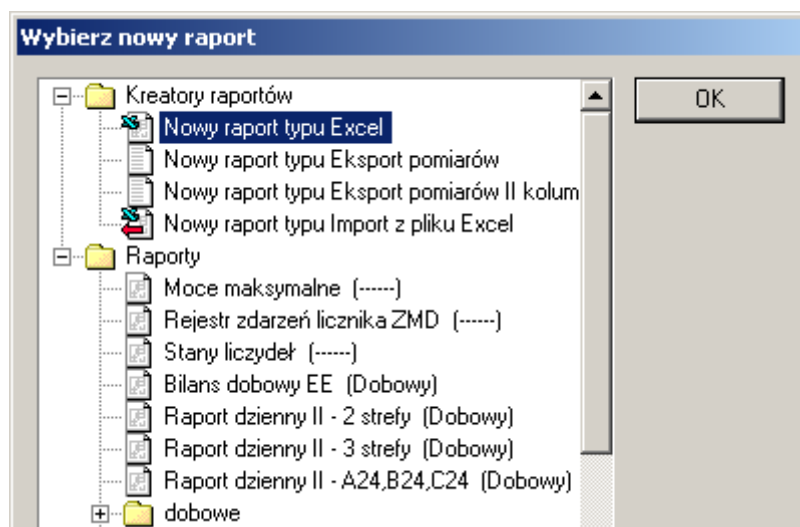 Wybierz nowy raport
Kreatory raportów
OK
Nowy raport typu Excel
Nowy raport typu Eksport pomiarów
Nowy raport typu Eksport pomiarów II kolum
Nowy raport typu Import z pliku Excel
Raporty
Moce maksymalne (------)
Rejestr zdarzeń licznika ZMD (------)
Stany liczydeł (------)
Bilans dobowy EE (Dobowy)
Raport dzienny II - 2 strefy (Dobowy)
Raport dzienny II - 3 strefy (Dobowy)
Raport dzienny II - A24,B24,C24 (Dobowy)
dobowe